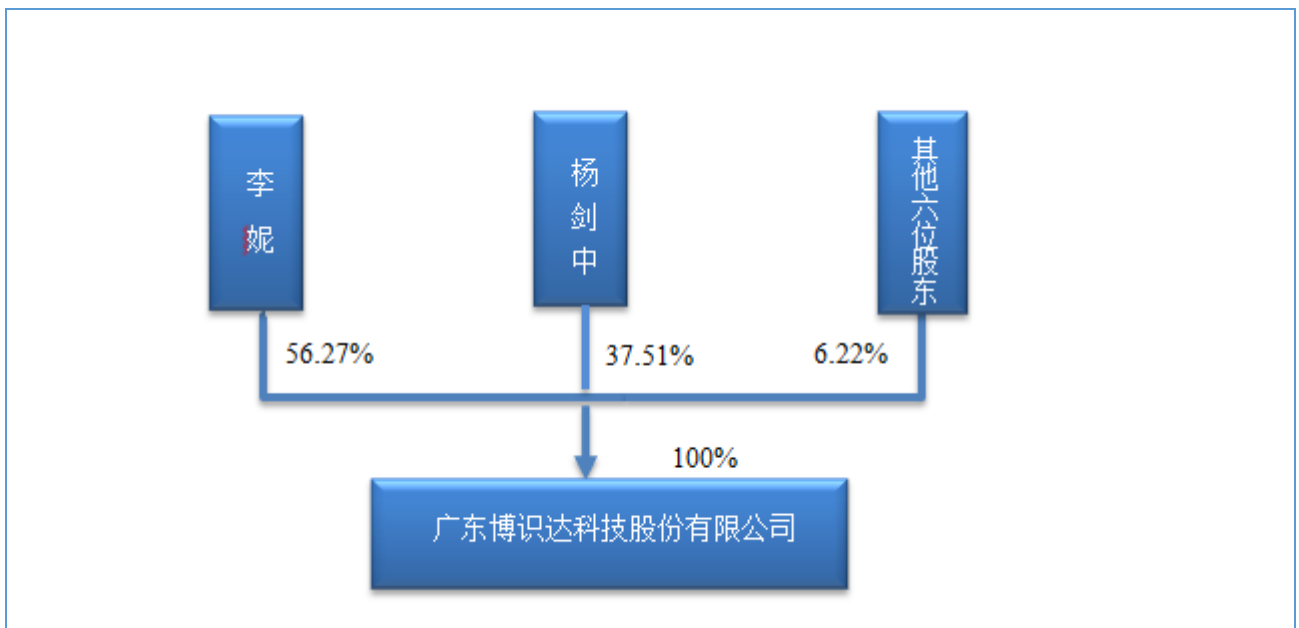 李妮
杨剑中
其他六位股东
56.27%
37.51%
6.22%
100%
广东博识达科技股份有限公司